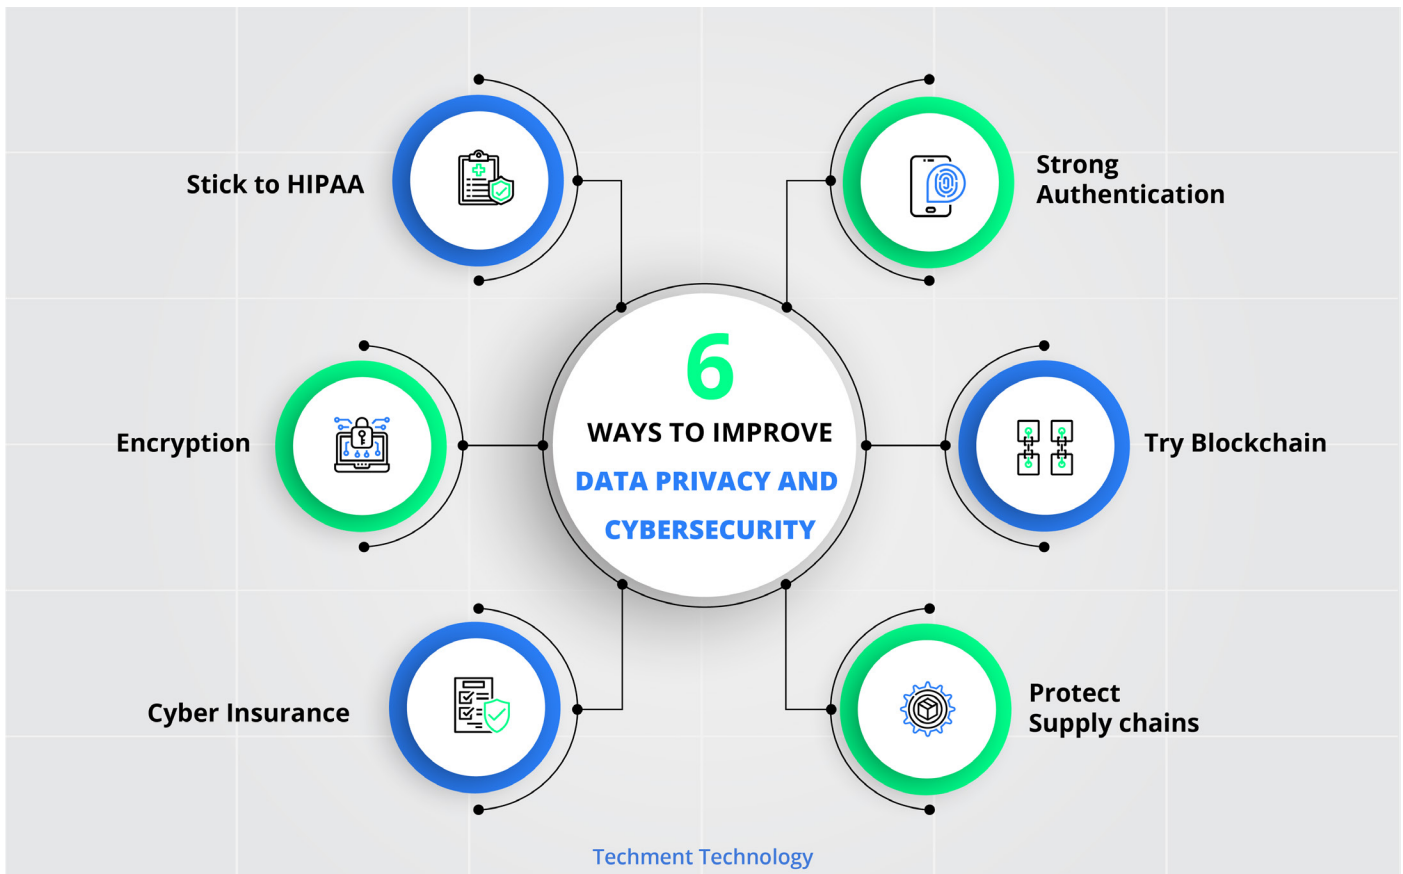 Stick to HIPAA
Strong
Authentication
6
WAYS TO IMPROVE
DATA PRIVACY AND
CYBERSECURITY
Encryption
Try Blockchain
Cyber Insurance
Protect
Supply chains
Techment Technology